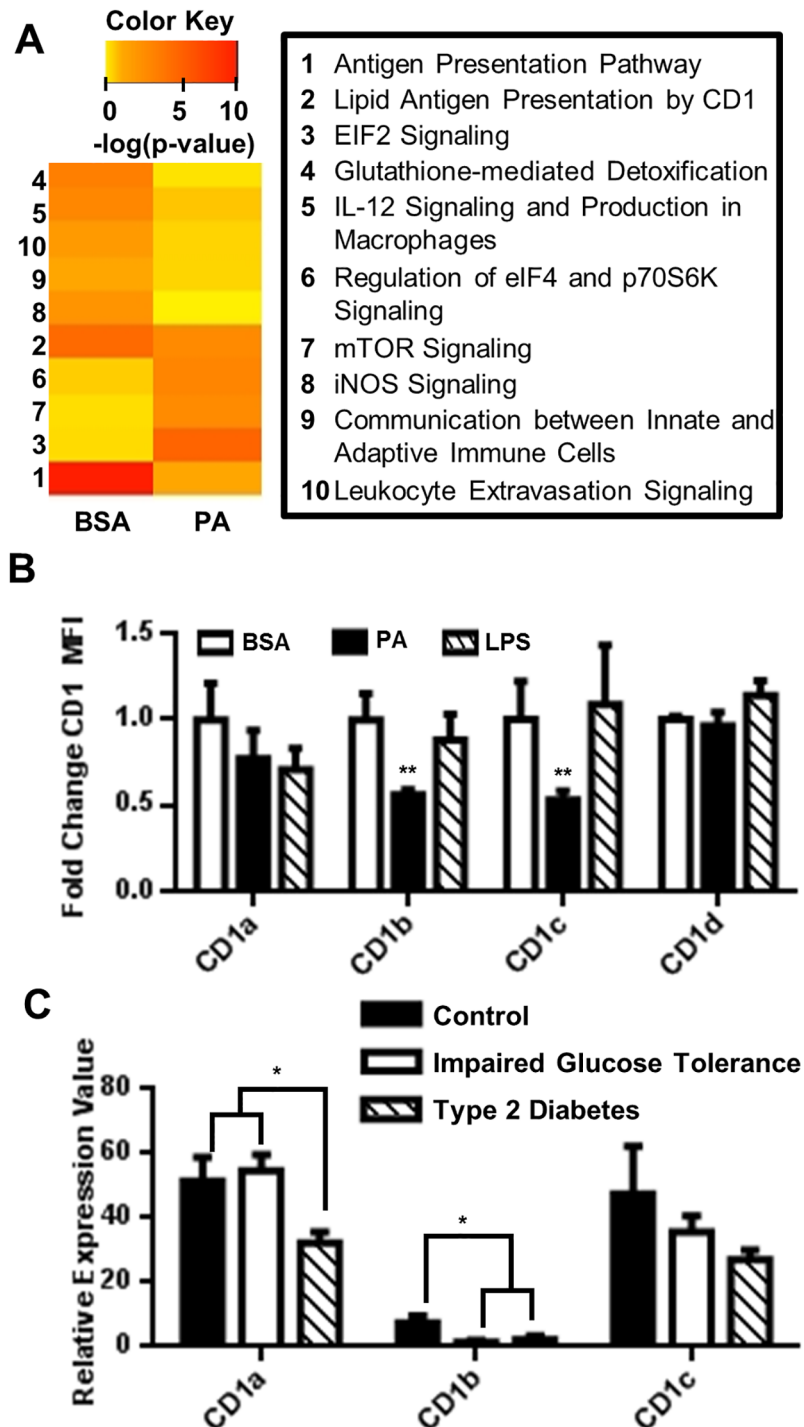 A
Color Key
0 5 10
-log(p-value)
4
5
10
9
8
2
6
7
3
1
BSA PA
1 Antigen Presentation Pathway
2 Lipid Antigen Presentation by CD1
3 EIF2 Signaling
4 Glutathione-mediated Detoxification
5 IL-12 Signaling and Production in
Macrophages
6 Regulation of eIF4 and p70S6K
Signaling
7 mTOR Signaling
8 iNOS Signaling
9 Communication between Innate and
Adaptive Immune Cells
10 Leukocyte Extravasation Signaling
B
Fold Change CD1 MFI
1.5
1.0
0.5
0.0
BSA PA LPS
** **
CD1a CD1b CD1c CD1d
C
Control
Impaired Glucose Tolerance
Type 2 Diabetes
Relative Expression Value
80
60
40
20
0
*
*
CD1a CD1b CD1c